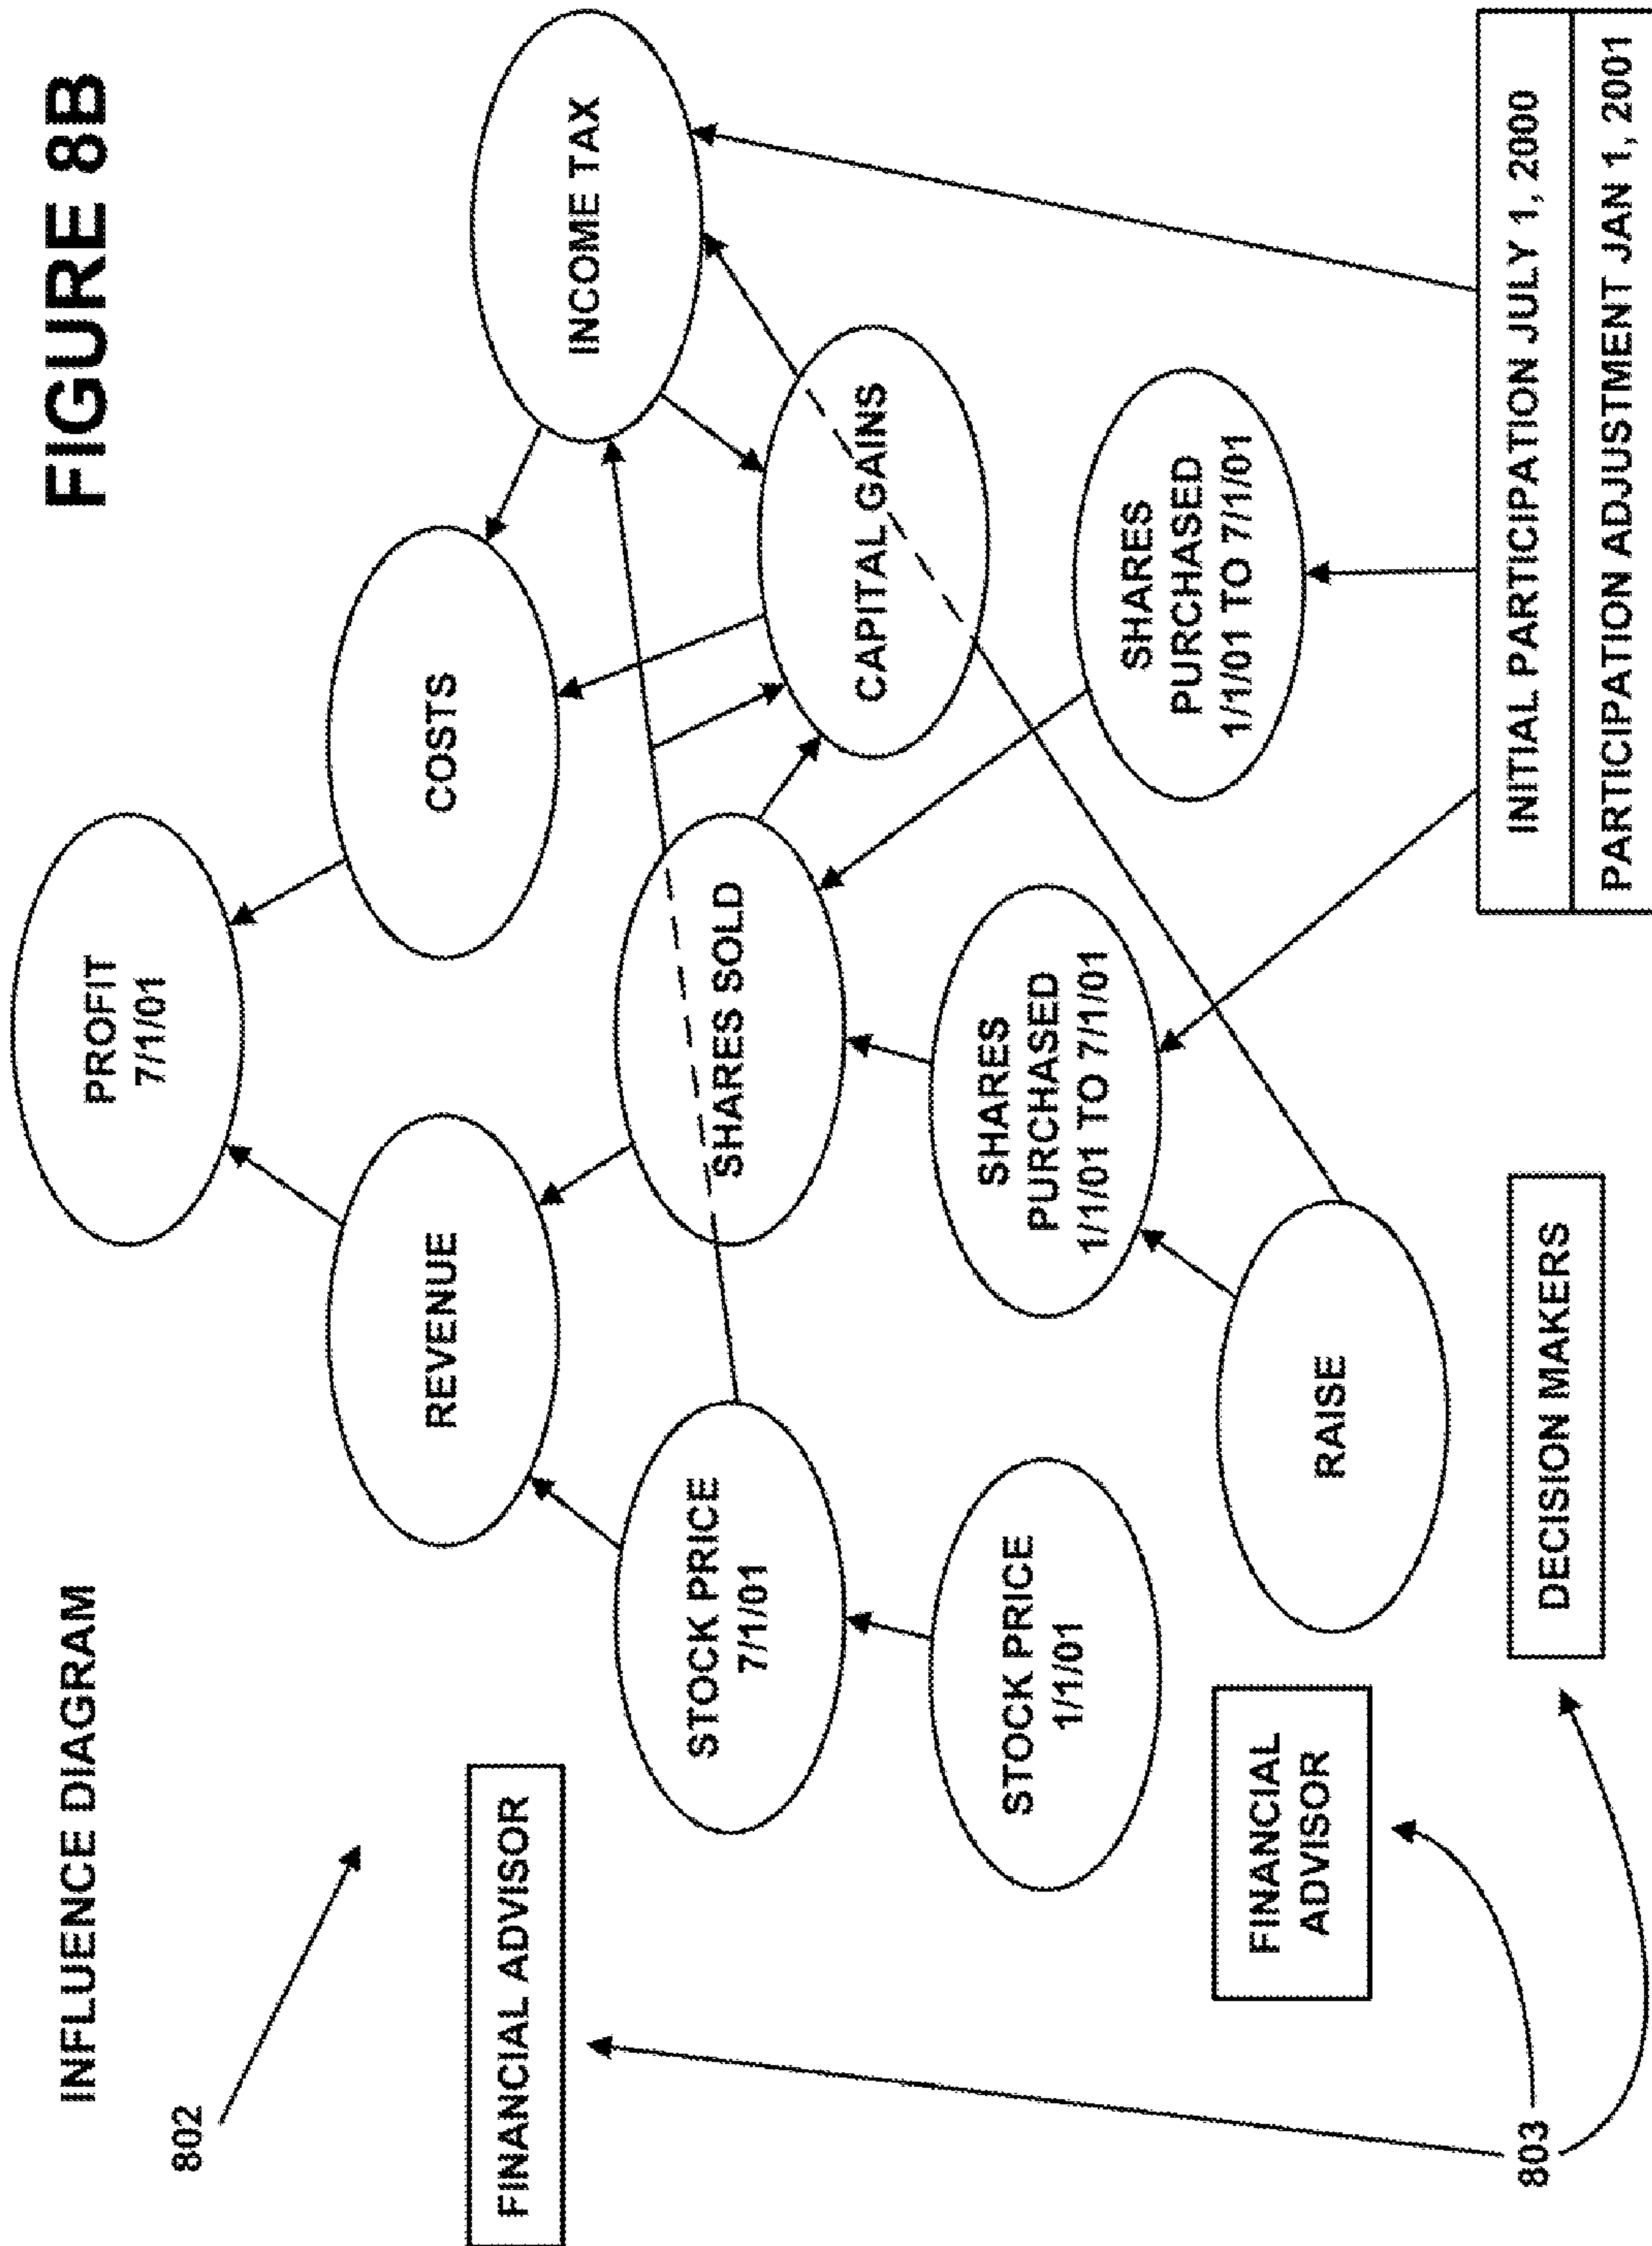 INFLUENCE DIAGRAM
FIGURE 8B
802
PROFIT
7/1/01
REVENUE
COSTS
FINANCIAL ADVISOR
INCOME TAX
STOCK PRICE
7/1/01
SHARES SOLD
CAPITAL GAINS
STOCK PRICE
1/1/01
SHARES
PURCHASED
1/1/01 TO 7/1/01
SHARES
PURCHASED
1/1/01 TO 7/1/01
FINANCIAL
ADVISOR
RAISE
803
DECISION MAKERS
INITIAL PARTICIPATION JULY 1, 2000
PARTICIPATION ADJUSTMENT JAN 1, 2001